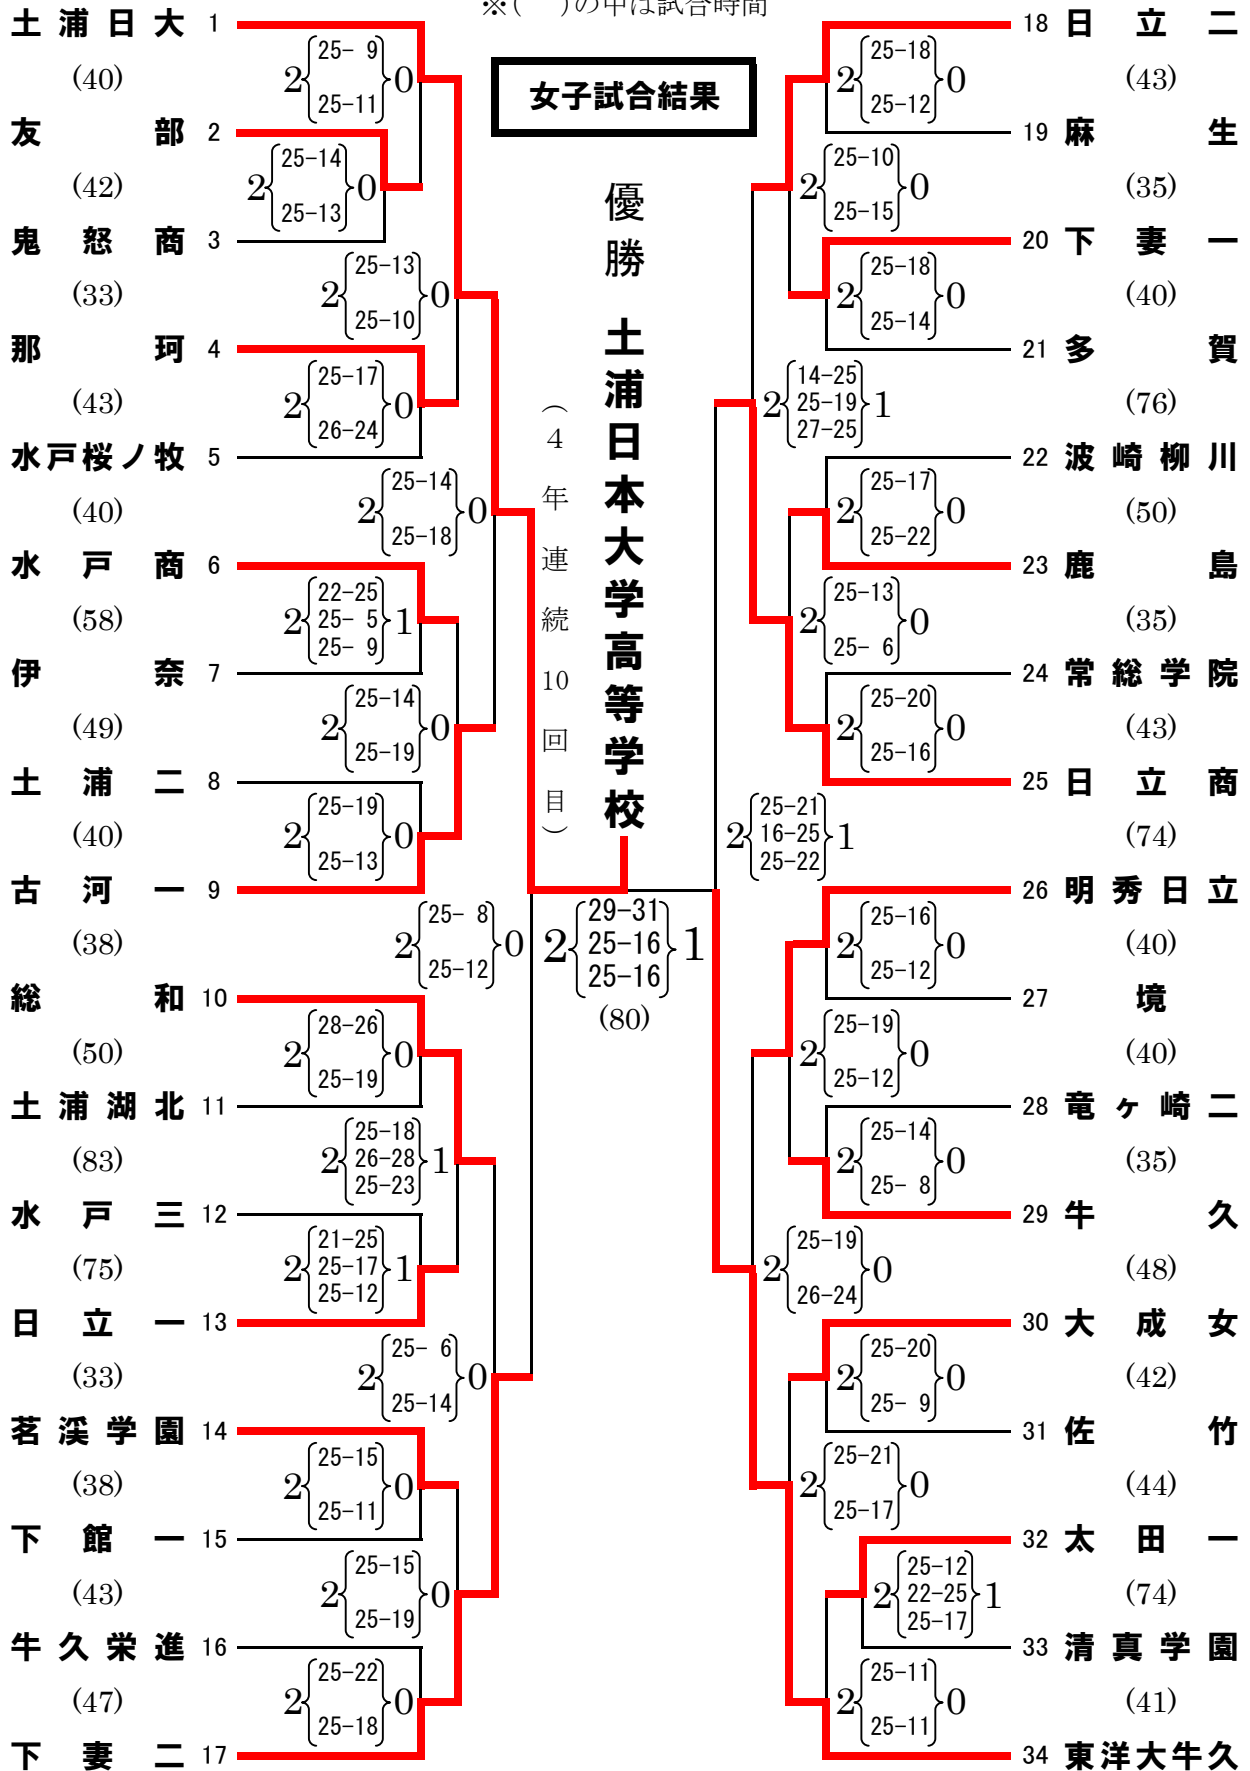 ※( )の中は試合時間
女子試合結果
優勝 土浦日本大学高等学校
(4年連続10回目)
土浦日大 1
(40)
友部 2
(42)
鬼怒商 3
(33)
那珂 4
(43)
水戸桜ノ牧 5
(40)
水戸商 6
(58)
伊奈 7
(49)
土浦二 8
(40)
古河一 9
(38)
総和 10
(50)
土浦湖北 11
(83)
水戸三 12
(75)
日立一 13
(33)
茗渓学園 14
(38)
下館一 15
(43)
牛久栄進 16
(47)
下妻二 17
2 25- 9 0
25-11
2 25-14 0
25-13
2 25-13 0
25-10
2 25-17 0
26-24
2 25-14 0
25-18
22-25
2 25- 5 1
25- 9
2 25-14 0
25-19
2 25-19 0
25-13
2 25- 8 0
25-12
2 28-26 0
25-19
25-18
2 26-28 1
25-23
21-25
2 25-17 1
25-12
2 25- 6 0
25-14
2 25-15 0
25-11
2 25-15 0
25-19
2 25-22 0
25-18
29-31
2 25-16 1
25-16
(80)
18 日立二
(43)
19 麻生
(35)
20 下妻一
(40)
21 多賀
(76)
22 波崎柳川
(50)
23 鹿島
(35)
24 常総学院
(43)
25 日立商
(74)
26 明秀日立
(40)
27 境
(40)
28 竜ヶ崎二
(35)
29 牛久
(48)
30 大成女
(42)
31 佐竹
(44)
32 太田一
(74)
33 清真学園
(41)
34 東洋大牛久
2 25-18 0
25-12
2 25-10 0
25-15
2 25-18 0
25-14
14-25
2 25-19 1
27-25
2 25-17 0
25-22
2 25-13 0
25- 6
2 25-20 0
25-16
25-21
2 16-25 1
25-22
2 25-16 0
25-12
2 25-19 0
25-12
2 25-14 0
25- 8
2 25-19 0
26-24
2 25-20 0
25- 9
2 25-21 0
25-17
25-12
2 22-25 1
25-17
2 25-11 0
25-11